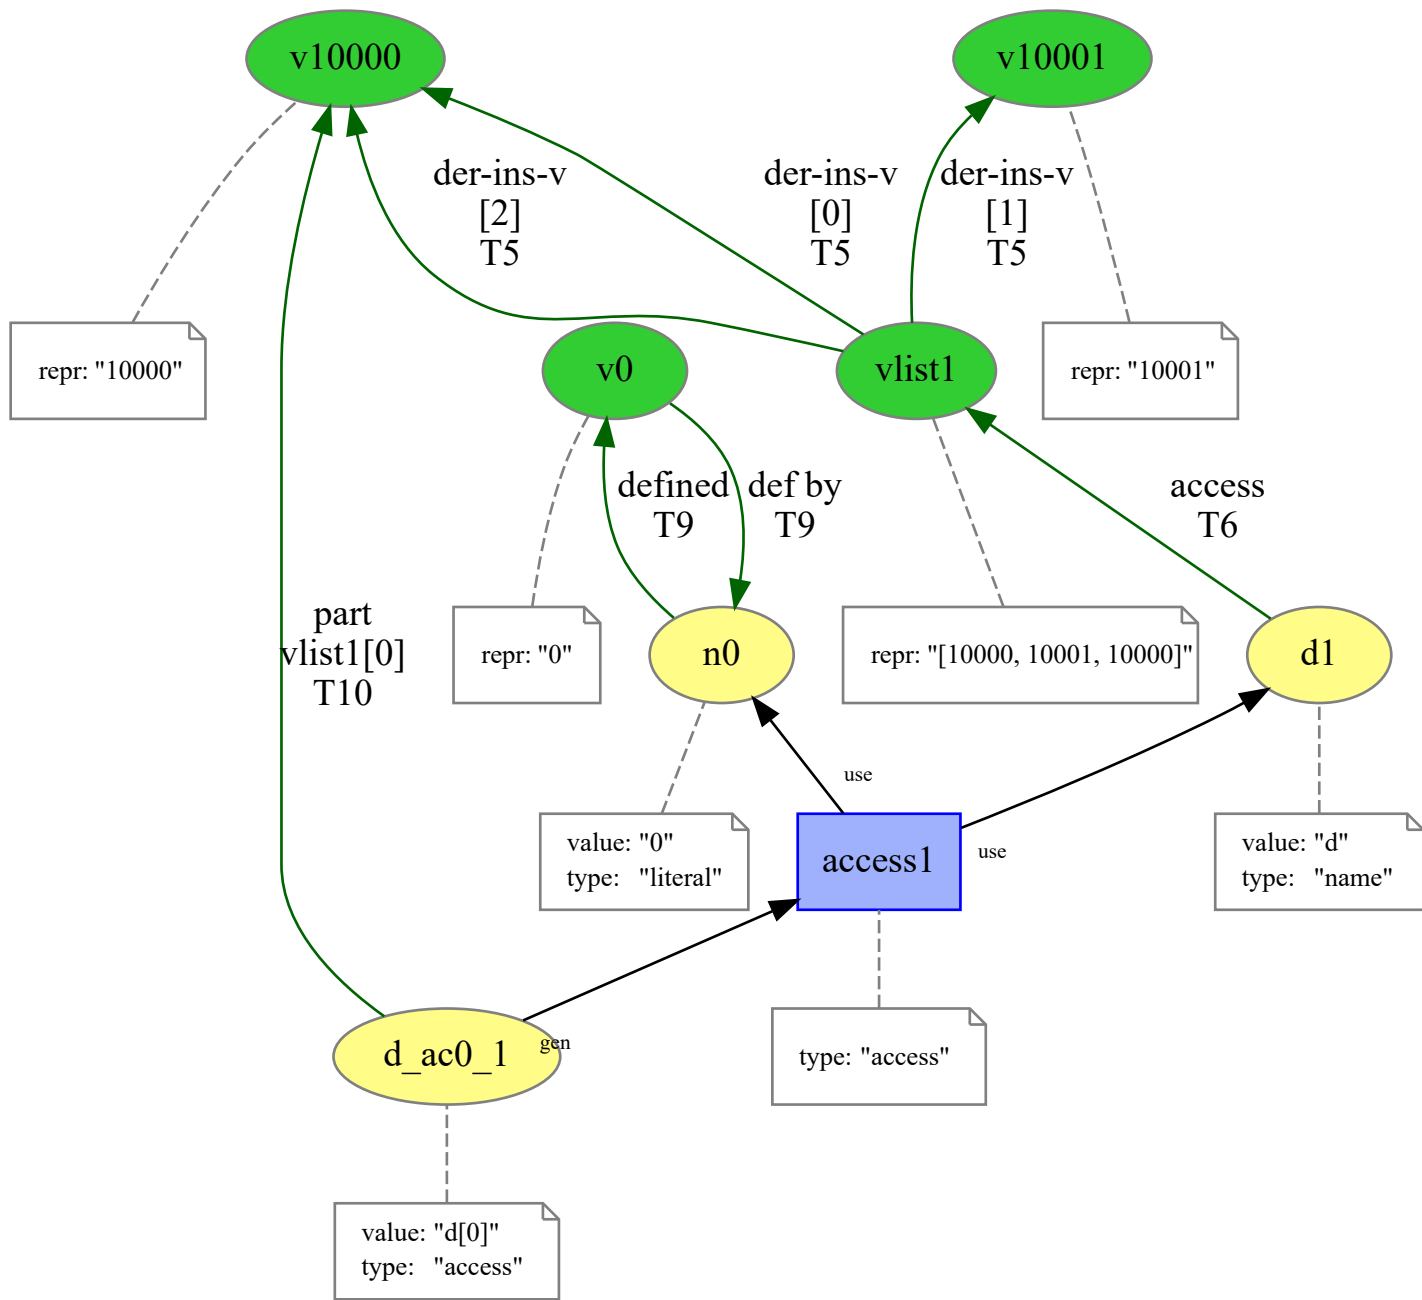 v10000
v10001
der-ins-v
[2]
T5
der-ins-v
[0]
T5
der-ins-v
[1]
T5
repr: "10000"
v0
vlist1
repr: "10001"
defined
T9
def by
T9
access
T6
part
vlist1[0]
T10
repr: "0"
n0
repr: "[10000, 10001, 10000]"
d1
use
use
value: "0"
type: "literal"
access1
value: "d"
type: "name"
d_ac0_1
gen
type: "access"
value: "d[0]"
type: "access"